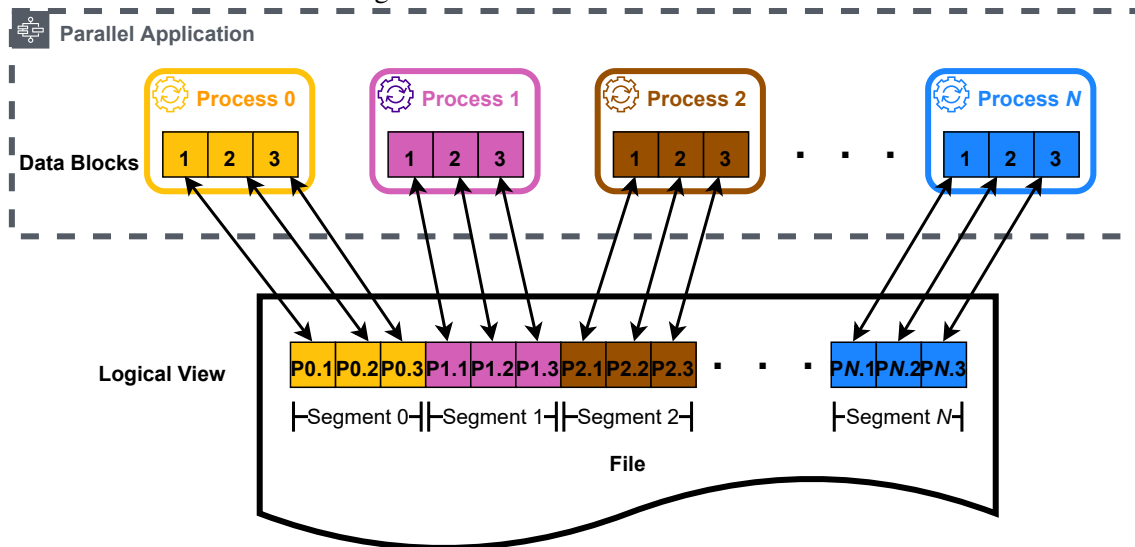 Parallel Application
Process 0
Process 1
Process 2
Process N
Data Blocks
1 2 3
1 2 3
1 2 3
. . .
1 2 3
Logical View
P0.1 P0.2 P0.3 P1.1 P1.2 P1.3 P2.1 P2.2 P2.3 . . . PN.1 PN.2 PN.3
Segment 0 Segment 1 Segment 2 Segment N
File